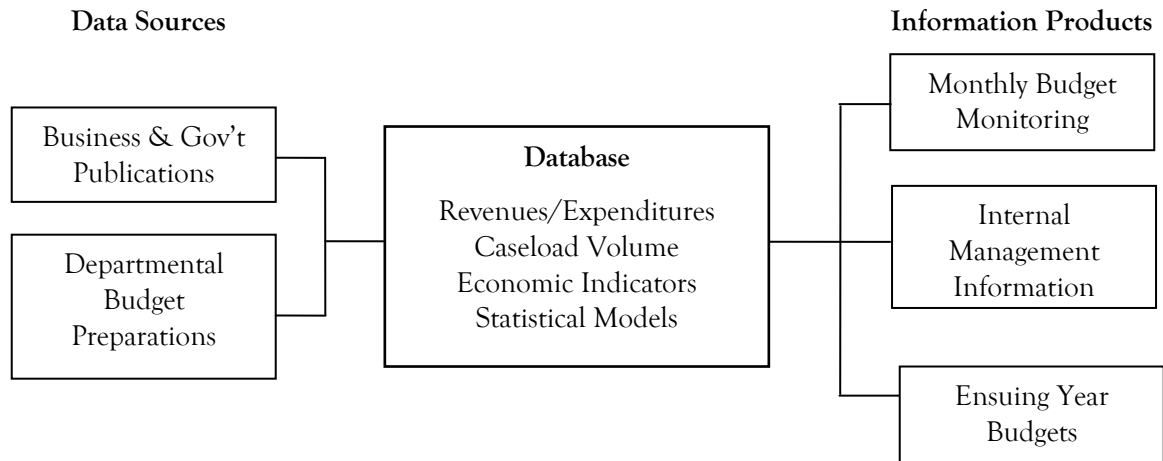 Data Sources
Business & Gov't
Publications
Departmental
Budget
Preparations
Database
Revenues/Expenditures
Caseload Volume
Economic Indicators
Statistical Models
Information Products
Monthly Budget
Monitoring
Internal
Management
Information
Ensuing Year
Budgets